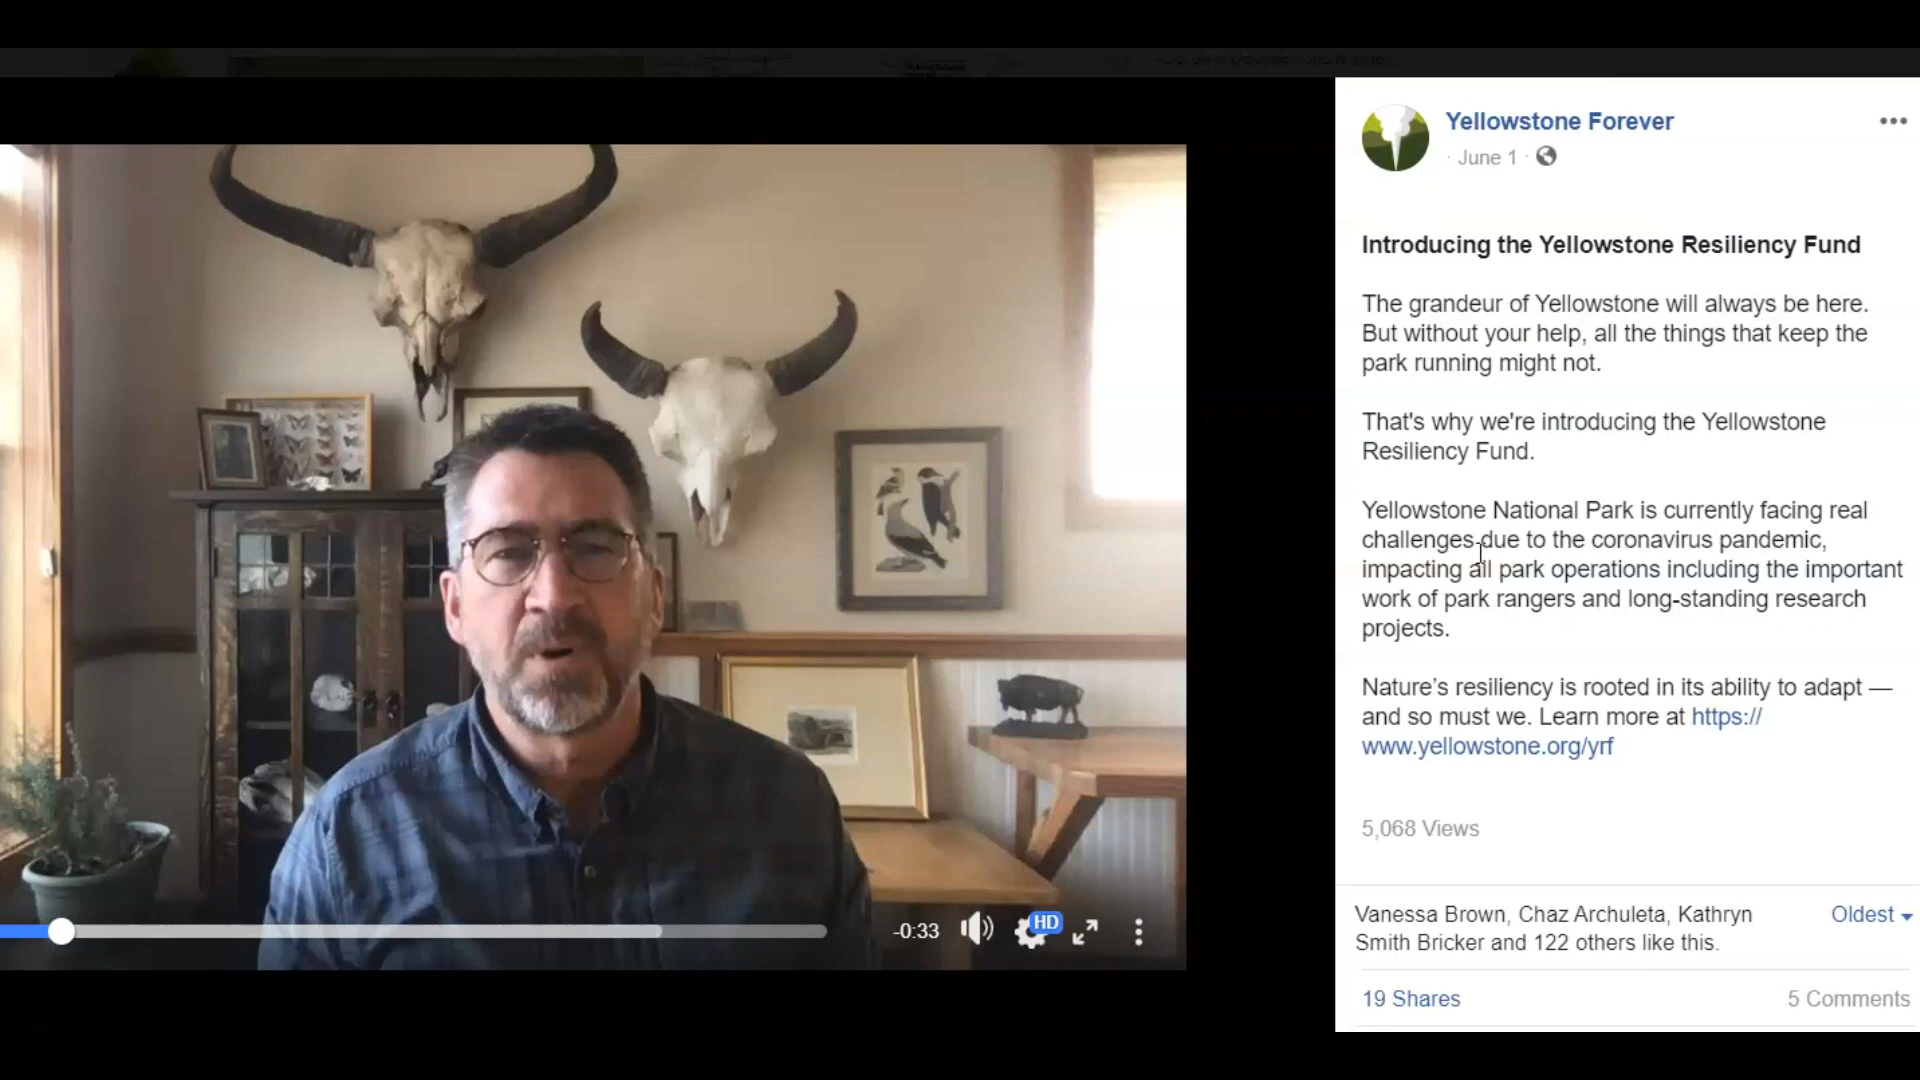 Yellowstone Forever
· June 1 ·
Introducing the Yellowstone Resiliency Fund
The grandeur of Yellowstone will always be here.
But without your help, all the things that keep the
park running might not.
That's why we're introducing the Yellowstone
Resiliency Fund.
Yellowstone National Park is currently facing real
challenges due to the coronavirus pandemic,
impacting all park operations including the important
work of park rangers and long-standing research
projects.
Nature’s resiliency is rooted in its ability to adapt —
and so must we. Learn more at https://
www.yellowstone.org/yrf
5,068 Views
-0:33
HD
Vanessa Brown, Chaz Archuleta, Kathryn
Smith Bricker and 122 others like this.
Oldest
19 Shares
5 Comments